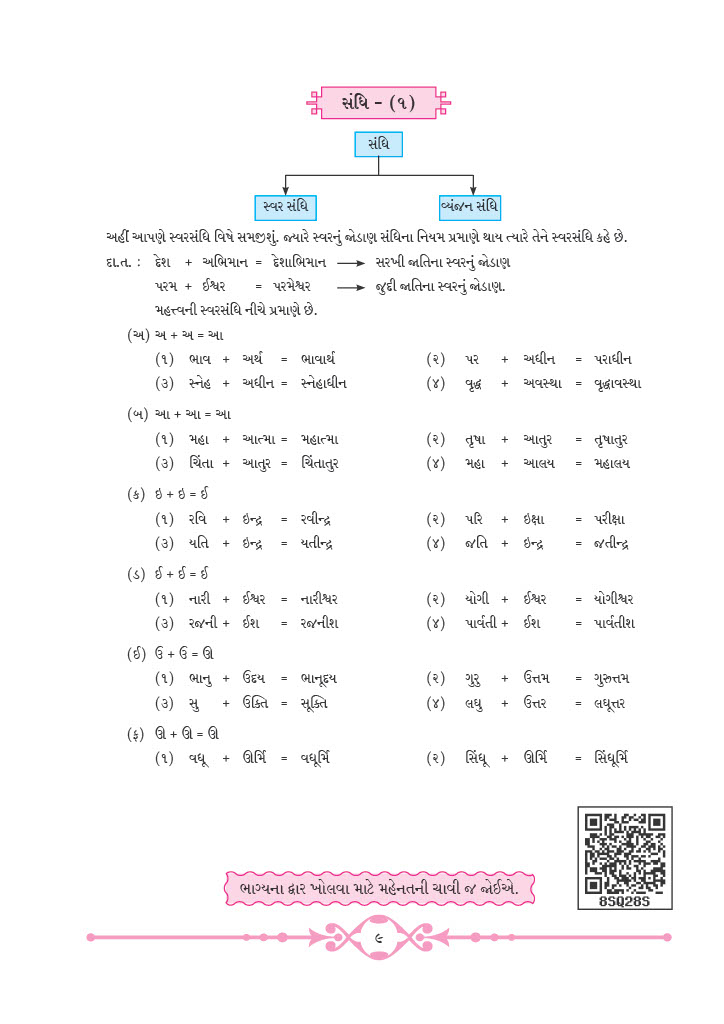 સંધિ - (૧)
સંધિ
સ્વર સંધિ
વ્યંજન સંધિ
અહીં આપણે સ્વરસંધિ વિષે સમજીશું. જ્યારે સ્વરનું જોડાણ સંધિના નિયમ પ્રમાણે થાય ત્યારે તેને સ્વરસંધિ કહે છે.
દા.ત. : દેશ + અભિમાન = દેશાભિમાન → સરખી જાતિના સ્વરનું જોડાણ
પરમ + ઈશ્વર = પરમેશ્વર → જુદી જાતિના સ્વરનું જોડાણ.
મહત્ત્વની સ્વરસંધિ નીચે પ્રમાણે છે.
(અ) અ + અ = આ
(૧) ભાવ + અર્થ = ભાવાર્થ (૨) પર + અધીન = પરાધીન
(૩) સ્નેહ + અધીન = સ્નેહાધીન (૪) વૃદ્ધ + અવસ્થા = વૃદ્ધાવસ્થા
(બ) આ + આ = આ
(૧) મહા + આત્મા = મહાત્મા (૨) તૃષા + આતુર = તૃષાતુર
(૩) ચિંતા + આતુર = ચિંતાતુર (૪) મહા + આલય = મહાલય
(ક) ઇ + ઇ = ઈ
(૧) રવિ + ઇન્દ્ર = રવીન્દ્ર (૨) પરિ + ઇક્ષા = પરીક્ષા
(૩) યતિ + ઇન્દ્ર = યતીન્દ્ર (૪) જતિ + ઇન્દ્ર = જતીન્દ્ર
(ડ) ઈ + ઈ = ઈ
(૧) નારી + ઈશ્વર = નારીશ્વર (૨) યોગી + ઈશ્વર = યોગીશ્વર
(૩) રજની + ઈશ = રજનીશ (૪) પાર્વતી + ઈશ = પાર્વતીશ
(ઈ) ઉ + ઉ = ઊ
(૧) ભાનુ + ઉદય = ભાનૂદય (૨) ગુરુ + ઉત્તમ = ગુરુત્તમ
(૩) સુ + ઉક્તિ = સૂક્તિ (૪) લઘુ + ઉત્તર = લઘૂત્તર
(ફ) ઊ + ઊ = ઊ
(૧) વધૂ + ઊર્મિ = વધૂર્મિ (૨) સિંધૂ + ઊર્મિ = સિંધૂર્મિ
8SQ28S
ભાગ્યના દ્વાર ખોલવા માટે મહેનતની ચાવી જ જોઈએ.
૯